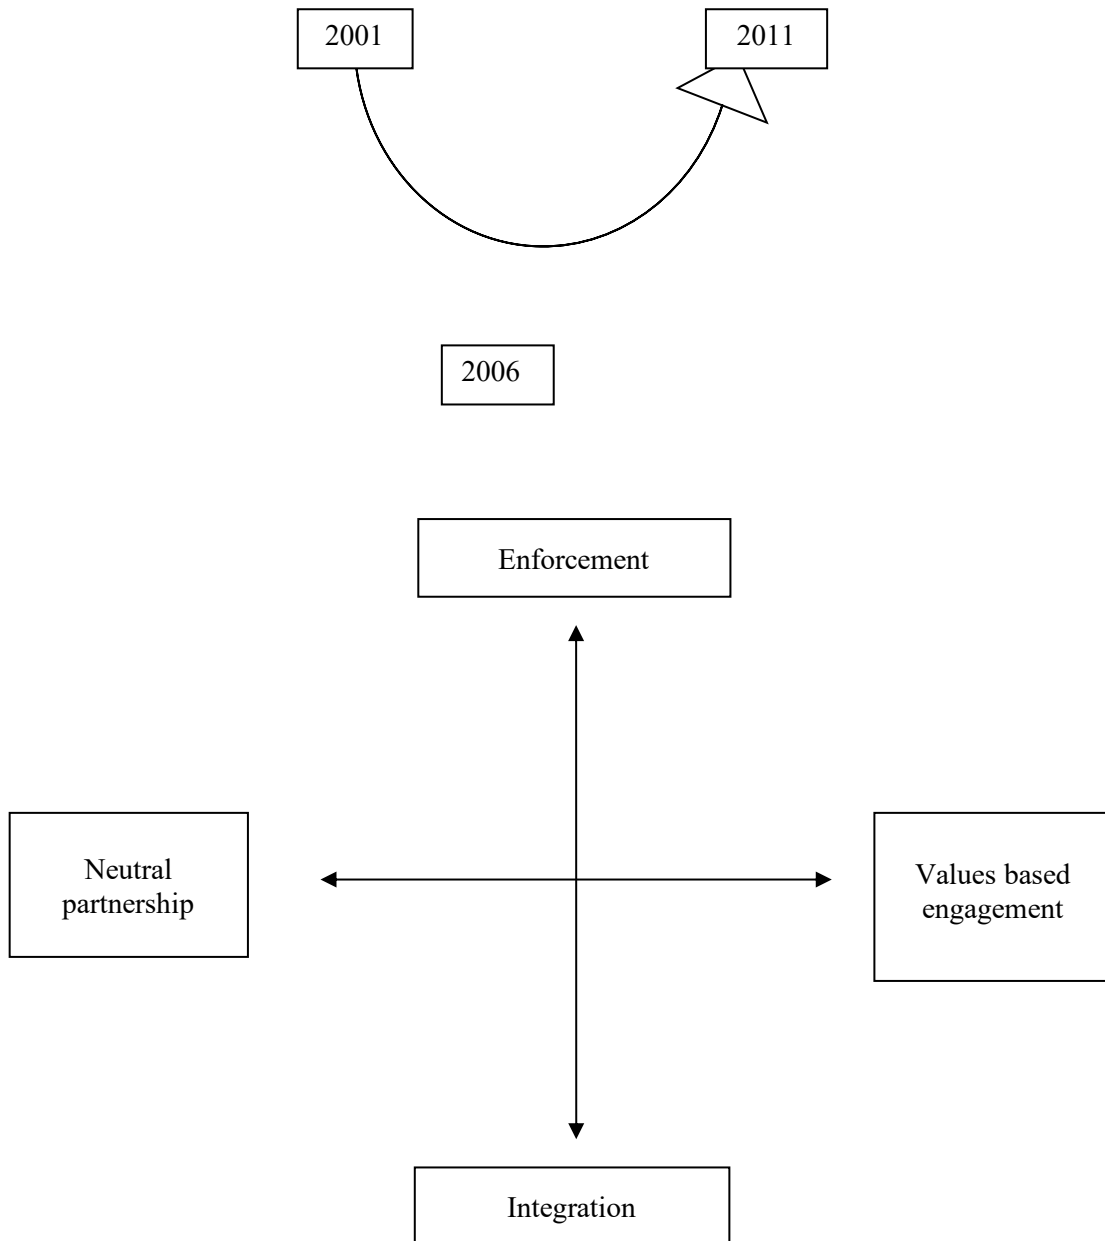 2001
2011
2006
Enforcement
Neutral
partnership
Values based
engagement
Integration